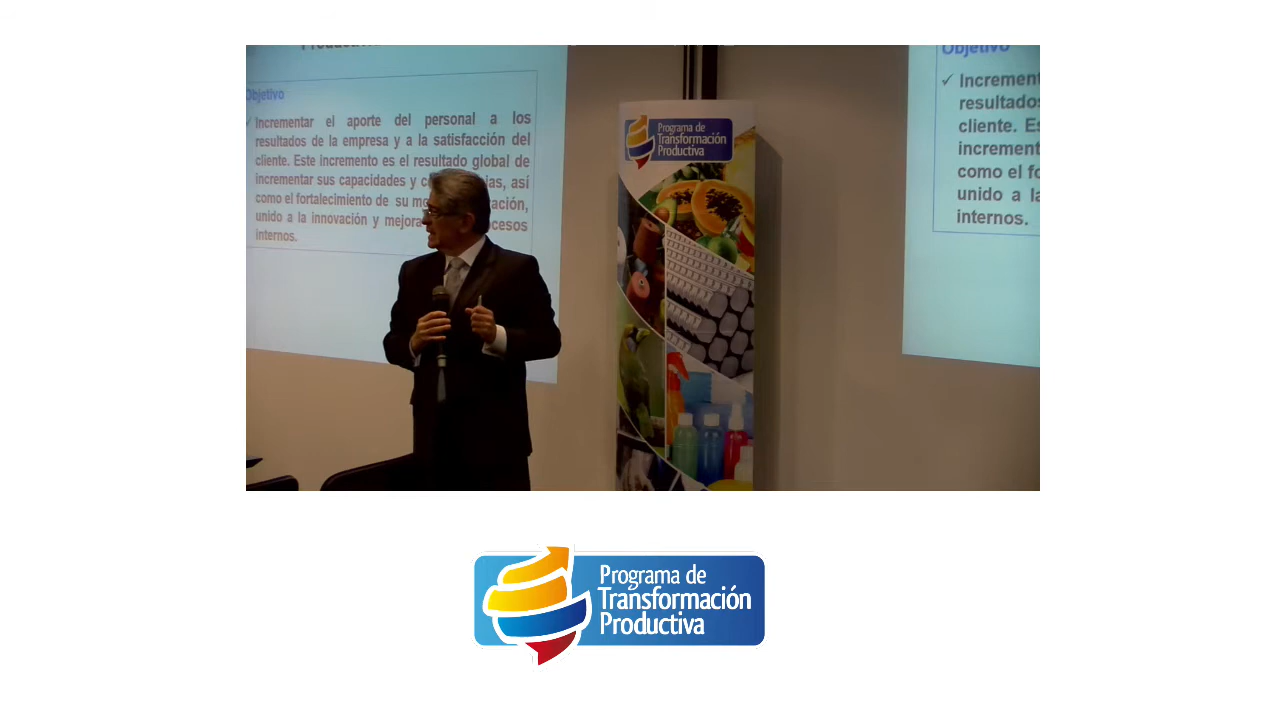 Objetivo
✓ Incrementar el aporte del personal a los
resultados de la empresa y a la satisfacción del
cliente. Este incremento es el resultado global de
incrementar sus capacidades y así
como el fortalecimiento de su
unido a la innovación y
internos.
Programa de
Transformación
Productiva
Objetivo
✓ Increment
resultados
cliente. Es
increment
como el fo
unido a la
internos.
Programa de
Transformación
Productiva